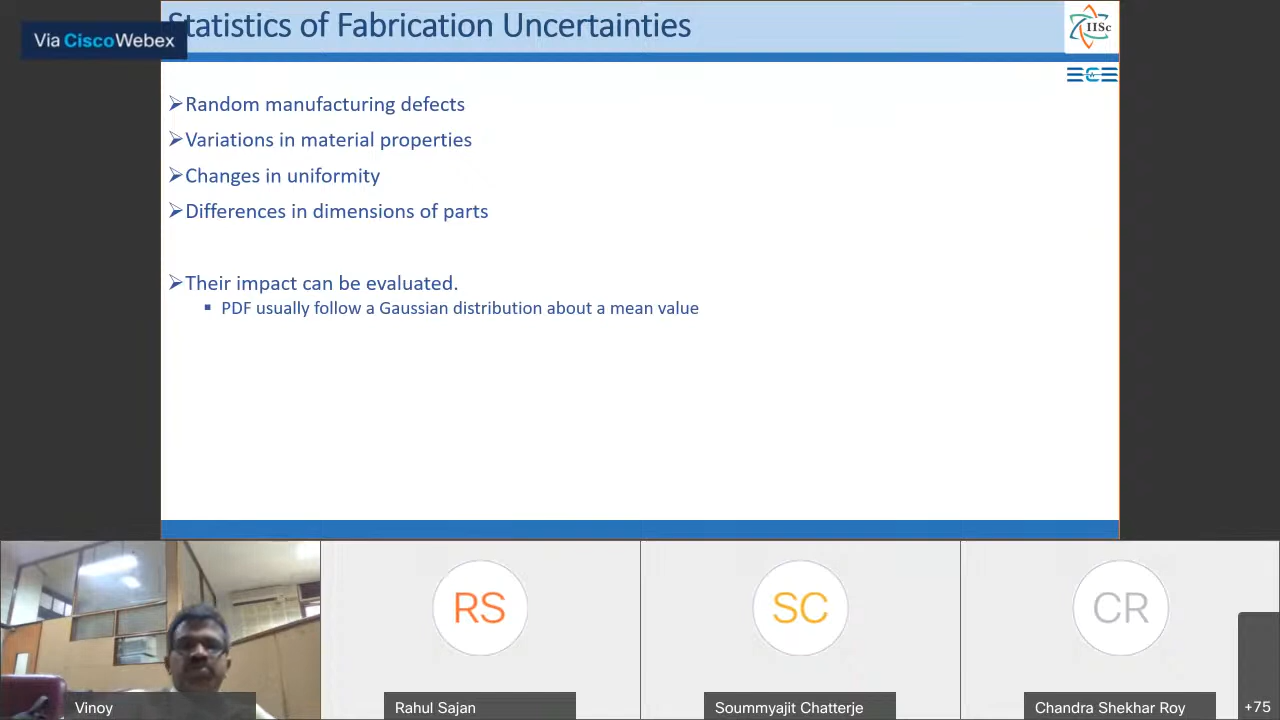 Statistics of Fabrication Uncertainties
Via CiscoWebex
IISc
➢Random manufacturing defects
➢Variations in material properties
➢Changes in uniformity
➢Differences in dimensions of parts
➢Their impact can be evaluated.
▪ PDF usually follow a Gaussian distribution about a mean value
RS
SC
CR
Vinoy
Rahul Sajan
Soummyajit Chatterje
Chandra Shekhar Roy
+75